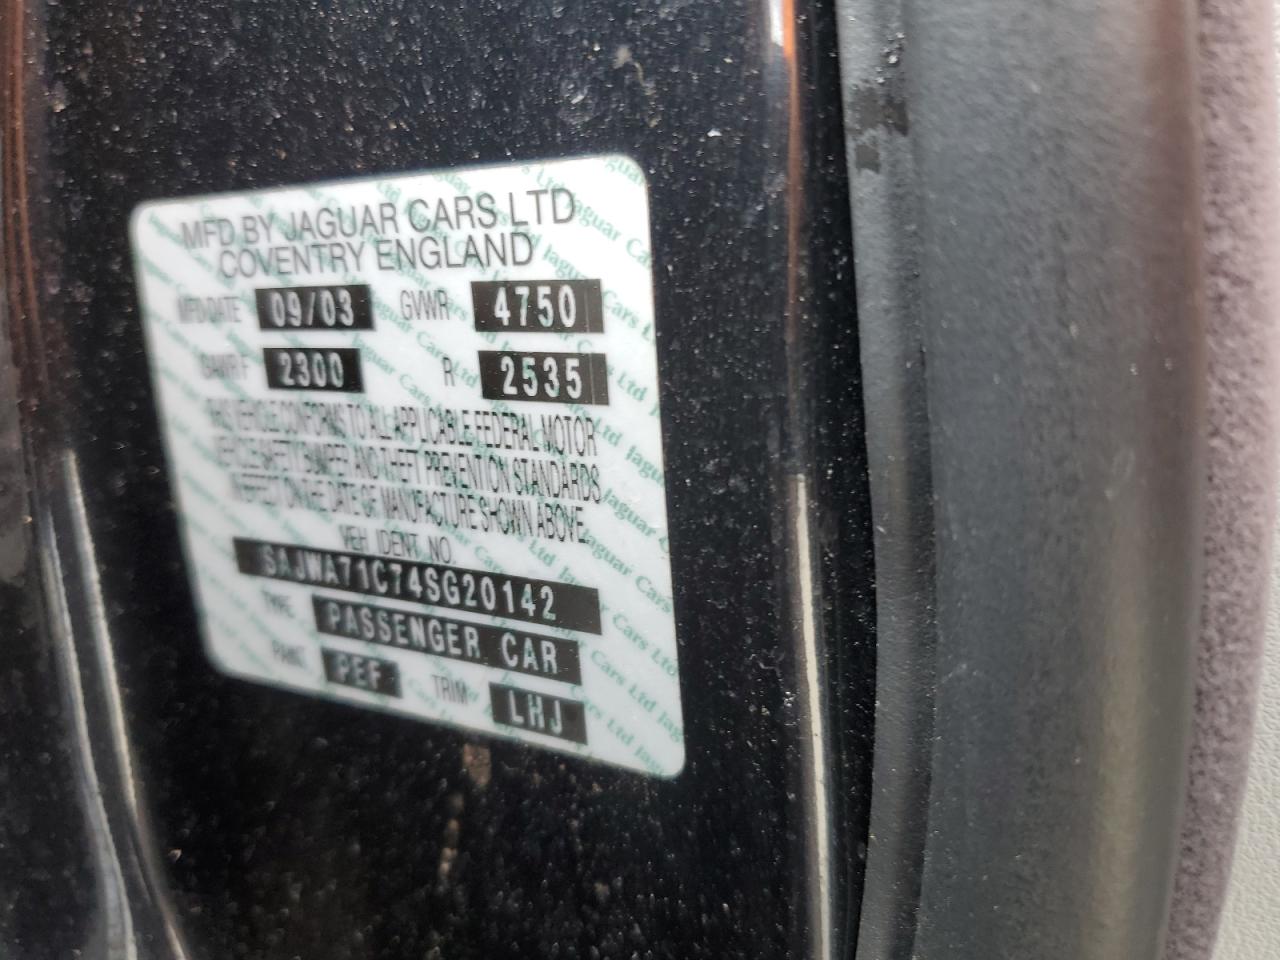 MFD BY JAGUAR CARS LTD
COVENTRY ENGLAND
MFD DATE 09/03 GVWR 4750
GAWR F 2300 R 2535
THIS VEHICLE CONFORMS TO ALL APPLICABLE FEDERAL MOTOR
VEHICLE SAFETY BUMPER AND THEFT PREVENTION STANDARDS
IN EFFECT ON THE DATE OF MANUFACTURE SHOWN ABOVE.
VEH IDENT NO.
SAJWA71C74SG20142
TYPE PASSENGER CAR
PAINT PEF TRIM LHJ